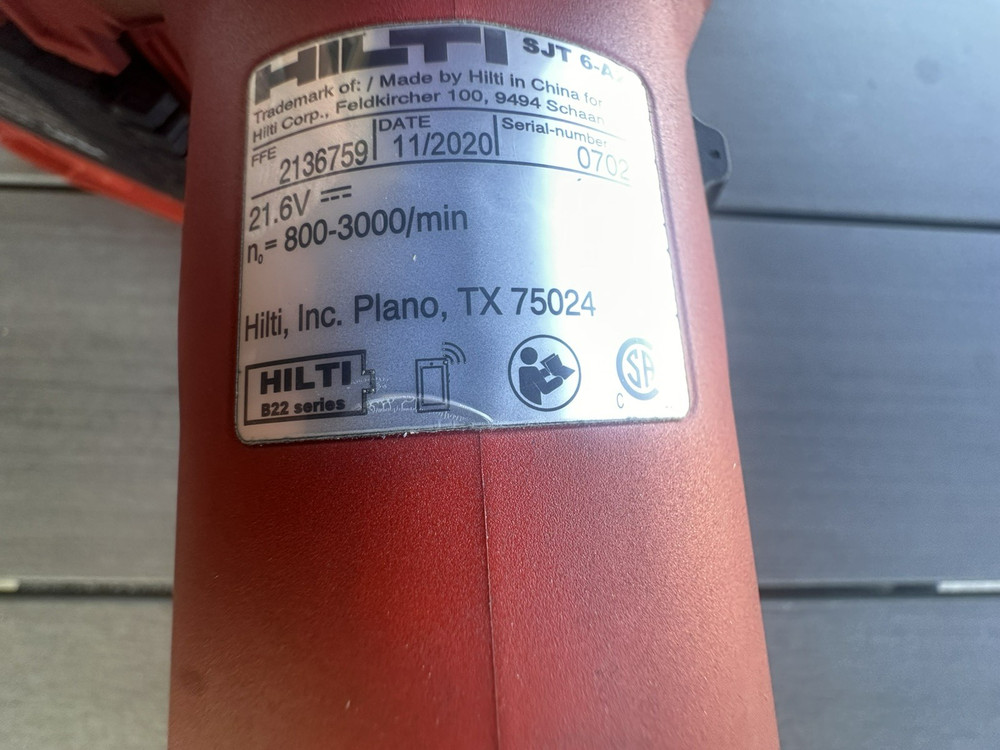 HILTI SJT 6-A
Trademark of: / Made by Hilti in China for
Hilti Corp., Feldkircher 100, 9494 Schaan
FFE 2136759 DATE 11/2020 Serial-number 0702
21.6V
n₀= 800-3000/min
Hilti, Inc. Plano, TX 75024
HILTI
B22 series
C SA